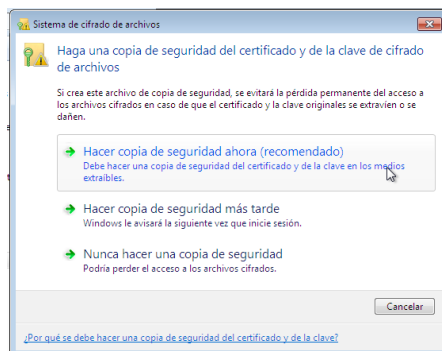 Sistema de cifrado de archivos
Haga una copia de seguridad del certificado y de la clave de cifrado
de archivos
Si crea este archivo de copia de seguridad, se evitará la pérdida permanente del acceso a
los archivos cifrados en caso de que el certificado y la clave originales se extravíen o se
dañen.
Hacer copia de seguridad ahora (recomendado)
Debe hacer una copia de seguridad del certificado y de la clave en los medios
extraíbles.
Hacer copia de seguridad más tarde
Windows le avisará la siguiente vez que inicie sesión.
Nunca hacer una copia de seguridad
Podría perder el acceso a los archivos cifrados.
Cancelar
¿Por qué se debe hacer una copia de seguridad del certificado y de la clave?